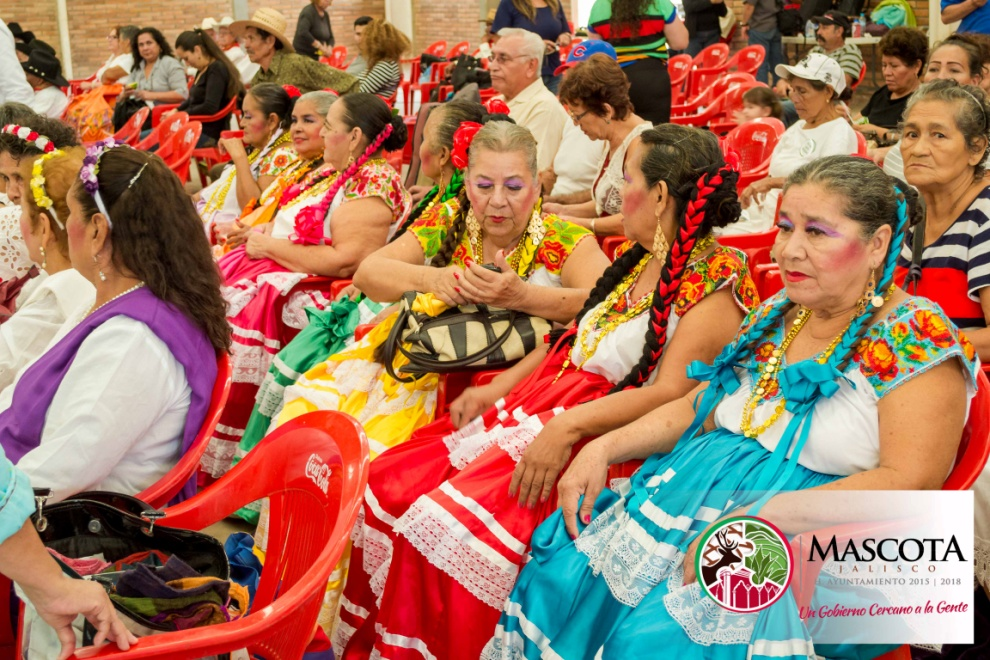 Coca-Cola
MASCOTA
JALISCO
H. AYUNTAMIENTO 2015 | 2018
Un Gobierno Cercano a la Gente